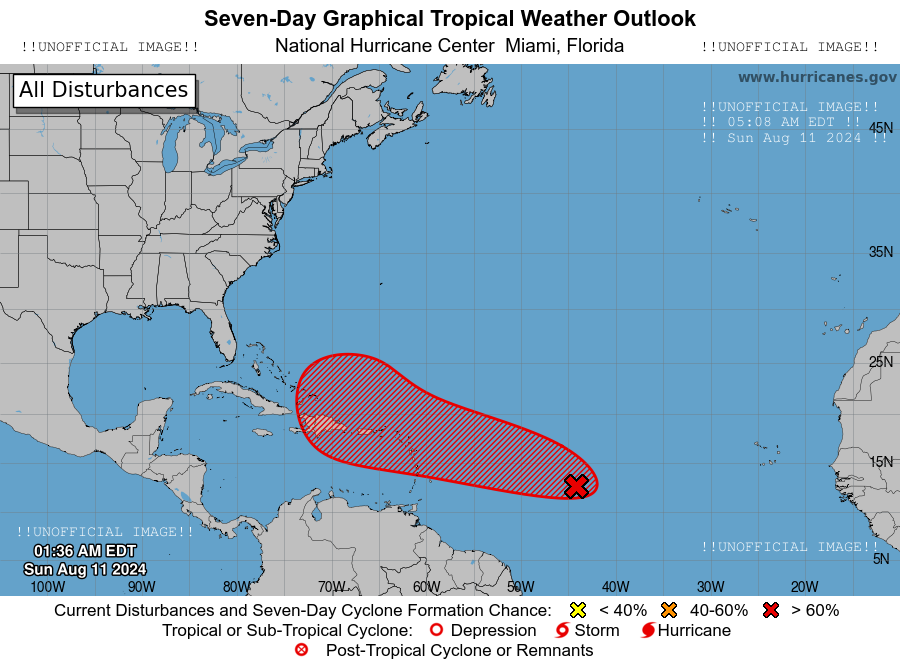 Seven-Day Graphical Tropical Weather Outlook
!!UNOFFICIAL IMAGE!!
National Hurricane Center  Miami, Florida
!!UNOFFICIAL IMAGE!!
All Disturbances
www.hurricanes.gov
!!UNOFFICIAL IMAGE!!
!! 05:08 AM EDT !!
!! Sun Aug 11 2024 !!
45N
35N
25N
15N
!!UNOFFICIAL IMAGE!!
01:36 AM EDT
Sun Aug 11 2024
!!UNOFFICIAL IMAGE!!
5N
100W 90W 80W 70W 60W 50W 40W 30W 20W
Current Disturbances and Seven-Day Cyclone Formation Chance: < 40% 40-60% > 60%
Tropical or Sub-Tropical Cyclone: Depression Storm Hurricane
Post-Tropical Cyclone or Remnants